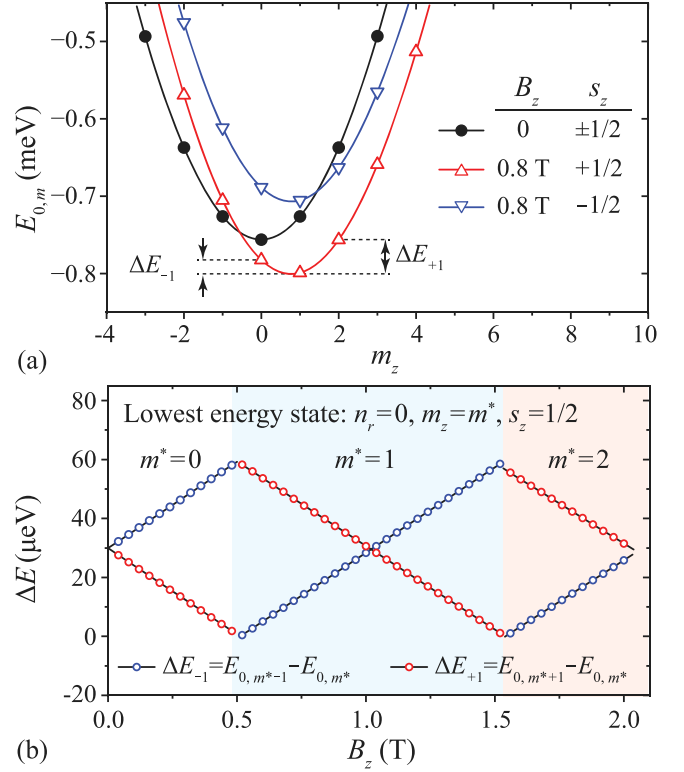 −0.5
−0.6
−0.7
−0.8
E0,m (meV)
Bz sz
0 ±1/2
0.8 T +1/2
0.8 T −1/2
ΔE−1
ΔE+1
-4 -2 0 2 4 6 8 10
(a)
mz
80
60
40
20
0
-20
ΔE (μeV)
Lowest energy state: nr=0, mz=m*, sz=1/2
m*=0 m*=1 m*=2
ΔE-1=E0, m*-1−E0, m* ΔE+1=E0, m*+1−E0, m*
0.0 0.5 1.0 1.5 2.0
(b)
Bz (T)